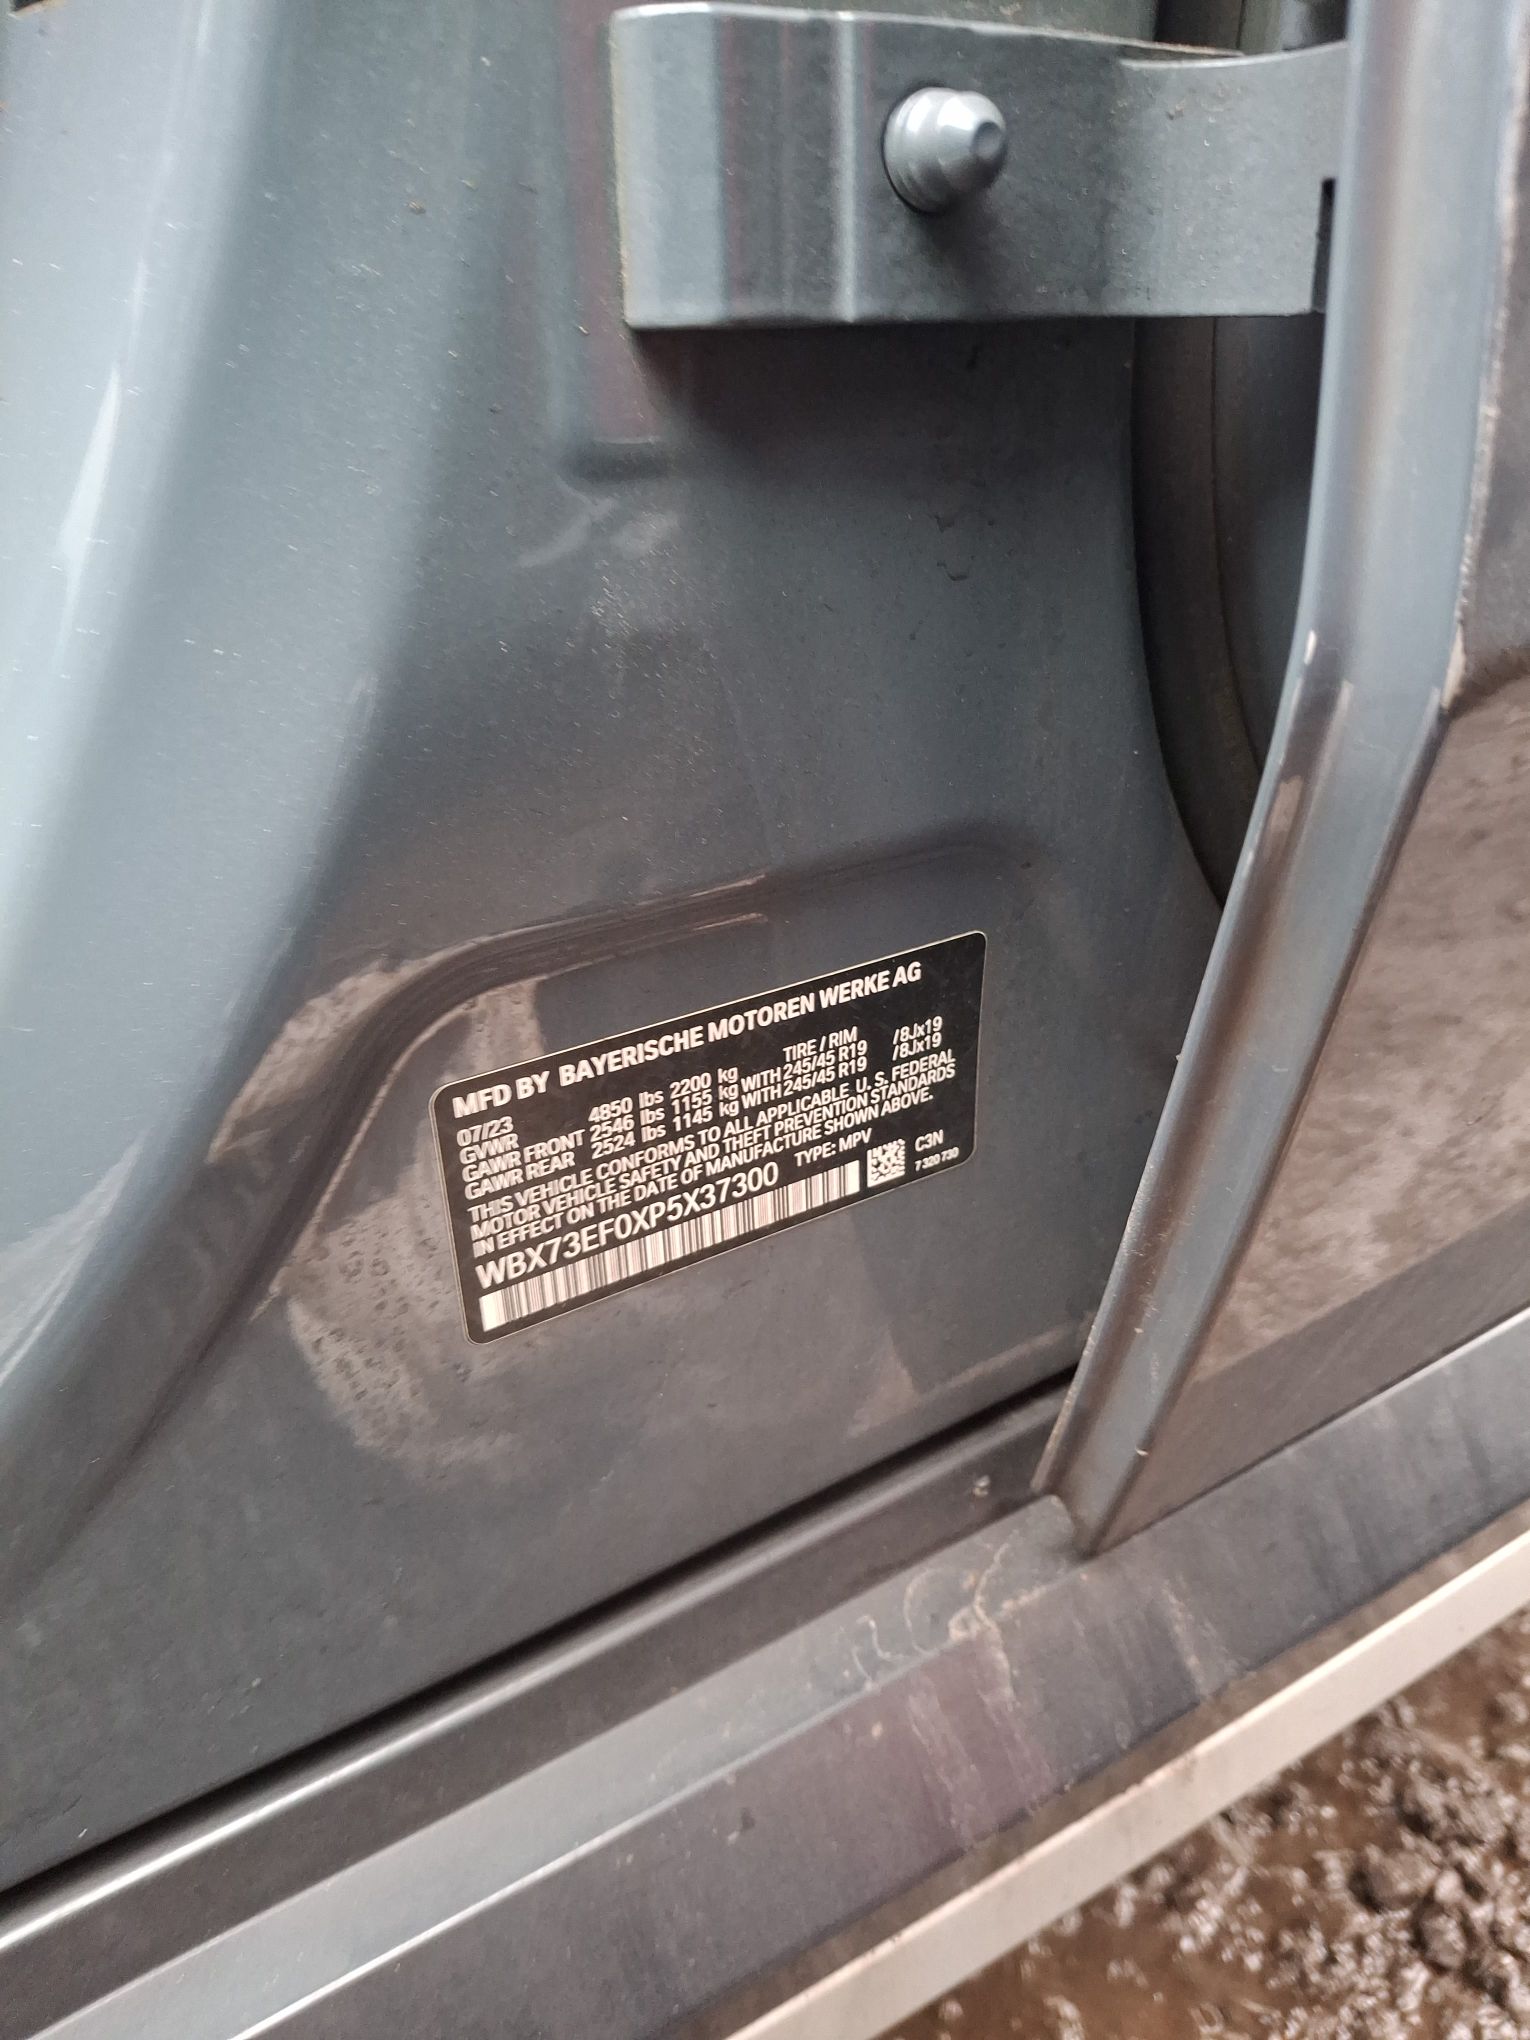 MFD BY BAYERISCHE MOTOREN WERKE AG
07/23
GVWR 4850 lbs 2200 kg TIRE / RIM
GAWR FRONT 2546 lbs 1155 kg WITH 245/45 R19 /8Jx19
GAWR REAR 2524 lbs 1145 kg WITH 245/45 R19 /8Jx19
THIS VEHICLE CONFORMS TO ALL APPLICABLE U. S. FEDERAL
MOTOR VEHICLE SAFETY AND THEFT PREVENTION STANDARDS
IN EFFECT ON THE DATE OF MANUFACTURE SHOWN ABOVE.
WBX73EF0XP5X37300 TYPE: MPV C3N
7 320 730